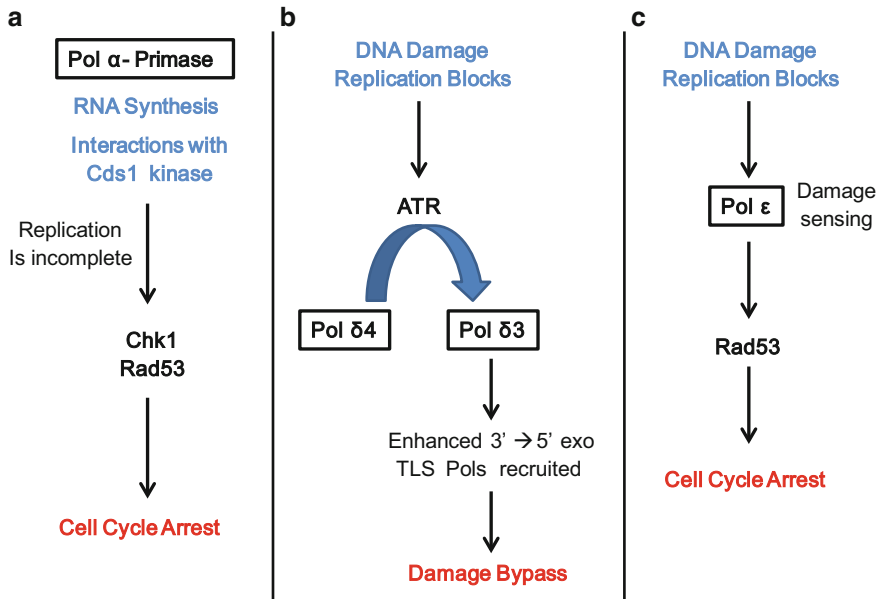 a
Pol α- Primase
RNA Synthesis
Interactions with
Cds1 kinase
Replication
Is incomplete
Chk1
Rad53
Cell Cycle Arrest
b
DNA Damage
Replication Blocks
ATR
Pol δ4
Pol δ3
Enhanced 3’ → 5’ exo
TLS Pols recruited
Damage Bypass
c
DNA Damage
Replication Blocks
Pol ε
Damage
sensing
Rad53
Cell Cycle Arrest